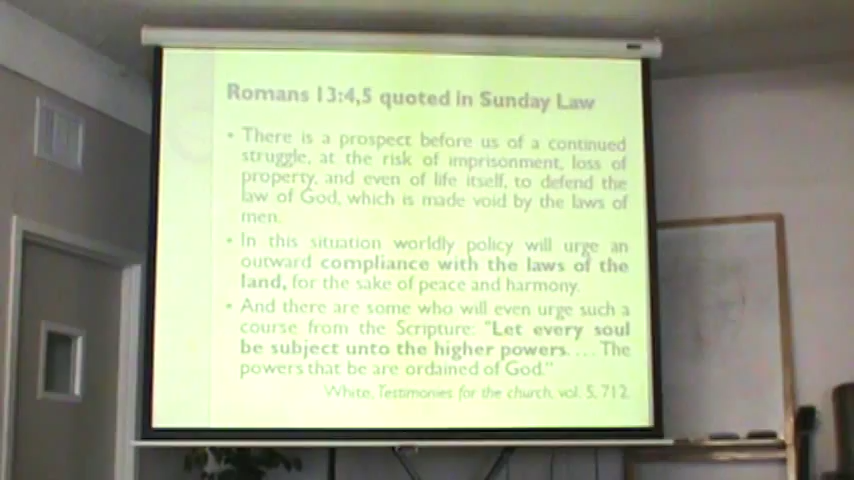 Romans 13:4,5 quoted in Sunday Law
• There is a prospect before us of a continued
struggle, at the risk of imprisonment, loss of
property, and even of life itself, to defend the
law of God, which is made void by the laws of
men.
• In this situation worldly policy will urge an
outward compliance with the laws of the
land, for the sake of peace and harmony.
• And there are some who will even urge such a
course from the Scripture: "Let every soul
be subject unto the higher powers. . . . The
powers that be are ordained of God."
White, Testimonies for the church, vol. 5, 712.